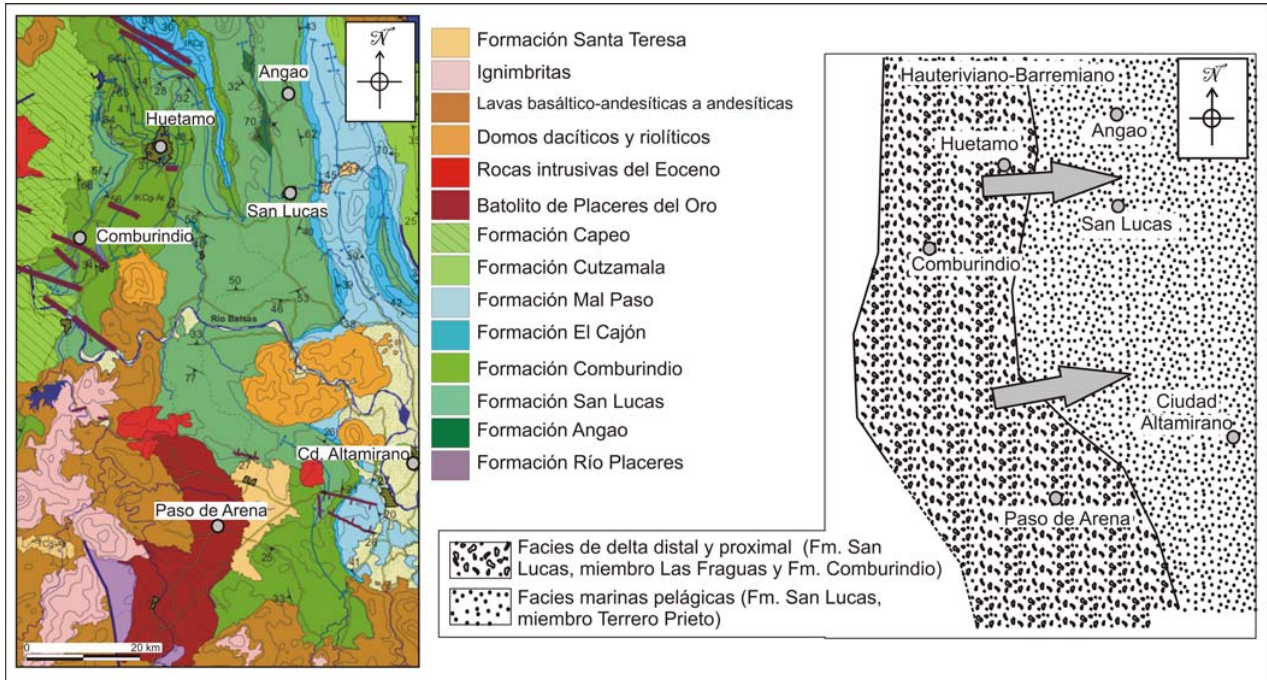 N
Angao
Huetamo
San Lucas
Comburindio
Río Balsas
Cd. Altamirano
Paso de Arena
0 20 km
Formación Santa Teresa
Ignimbritas
Lavas basáltico-andesíticas a andesíticas
Domos dacíticos y riolíticos
Rocas intrusivas del Eoceno
Batolito de Placeres del Oro
Formación Capeo
Formación Cutzamala
Formación Mal Paso
Formación El Cajón
Formación Comburindio
Formación San Lucas
Formación Angao
Formación Río Placeres
Hauteriviano-Barremiano
N
Angao
Huetamo
San Lucas
Comburindio
Ciudad
Altamirano
Paso de Arena
Facies de delta distal y proximal (Fm. San
Lucas, miembro Las Fraguas y Fm. Comburindio)
Facies marinas pelágicas (Fm. San Lucas,
miembro Terrero Prieto)